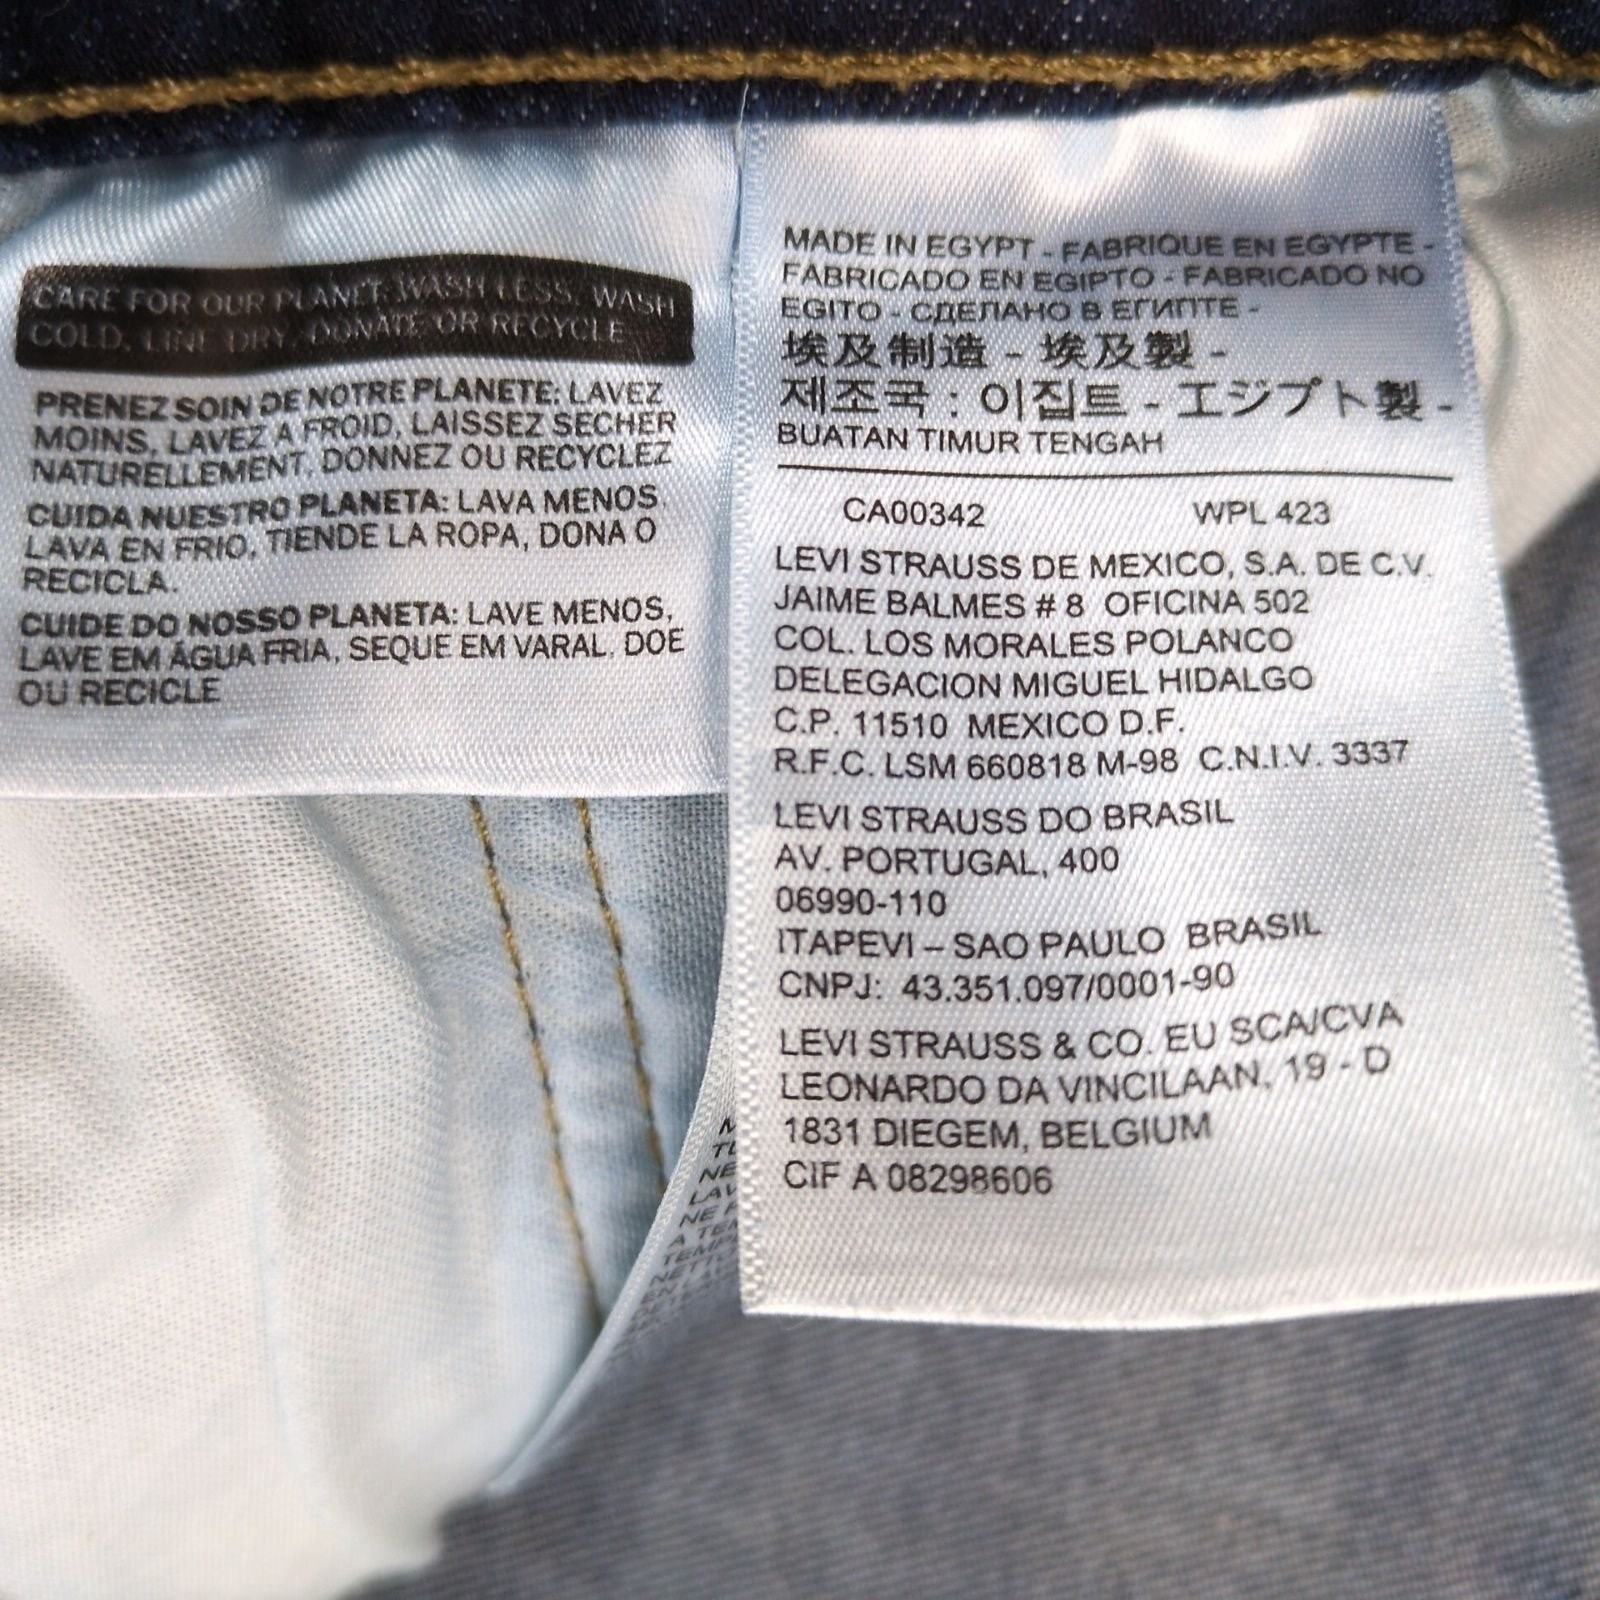 CARE FOR OUR PLANET: WASH LESS, WASH
COLD, LINE DRY, DONATE OR RECYCLE
PRENEZ SOIN DE NOTRE PLANETE: LAVEZ
MOINS, LAVEZ A FROID, LAISSEZ SECHER
NATURELLEMENT, DONNEZ OU RECYCLEZ
CUIDA NUESTRO PLANETA: LAVA MENOS,
LAVA EN FRIO, TIENDE LA ROPA, DONA O
RECICLA.
CUIDE DO NOSSO PLANETA: LAVE MENOS,
LAVE EM ÁGUA FRIA, SEQUE EM VARAL. DOE
OU RECICLE
MADE IN EGYPT - FABRIQUE EN EGYPTE -
FABRICADO EN EGIPTO - FABRICADO NO
EGITO - СДЕЛАНО В ЕГИПТЕ -
埃及制造 - 埃及製 -
제조국 : 이집트 - エジプト製 -
BUATAN TIMUR TENGAH
CA00342 WPL 423
LEVI STRAUSS DE MEXICO, S.A. DE C.V.
JAIME BALMES # 8 OFICINA 502
COL. LOS MORALES POLANCO
DELEGACION MIGUEL HIDALGO
C.P. 11510 MEXICO D.F.
R.F.C. LSM 660818 M-98 C.N.I.V. 3337
LEVI STRAUSS DO BRASIL
AV. PORTUGAL, 400
06990-110
ITAPEVI – SAO PAULO BRASIL
CNPJ: 43.351.097/0001-90
LEVI STRAUSS & CO. EU SCA/CVA
LEONARDO DA VINCILAAN, 19 - D
1831 DIEGEM, BELGIUM
CIF A 08298606